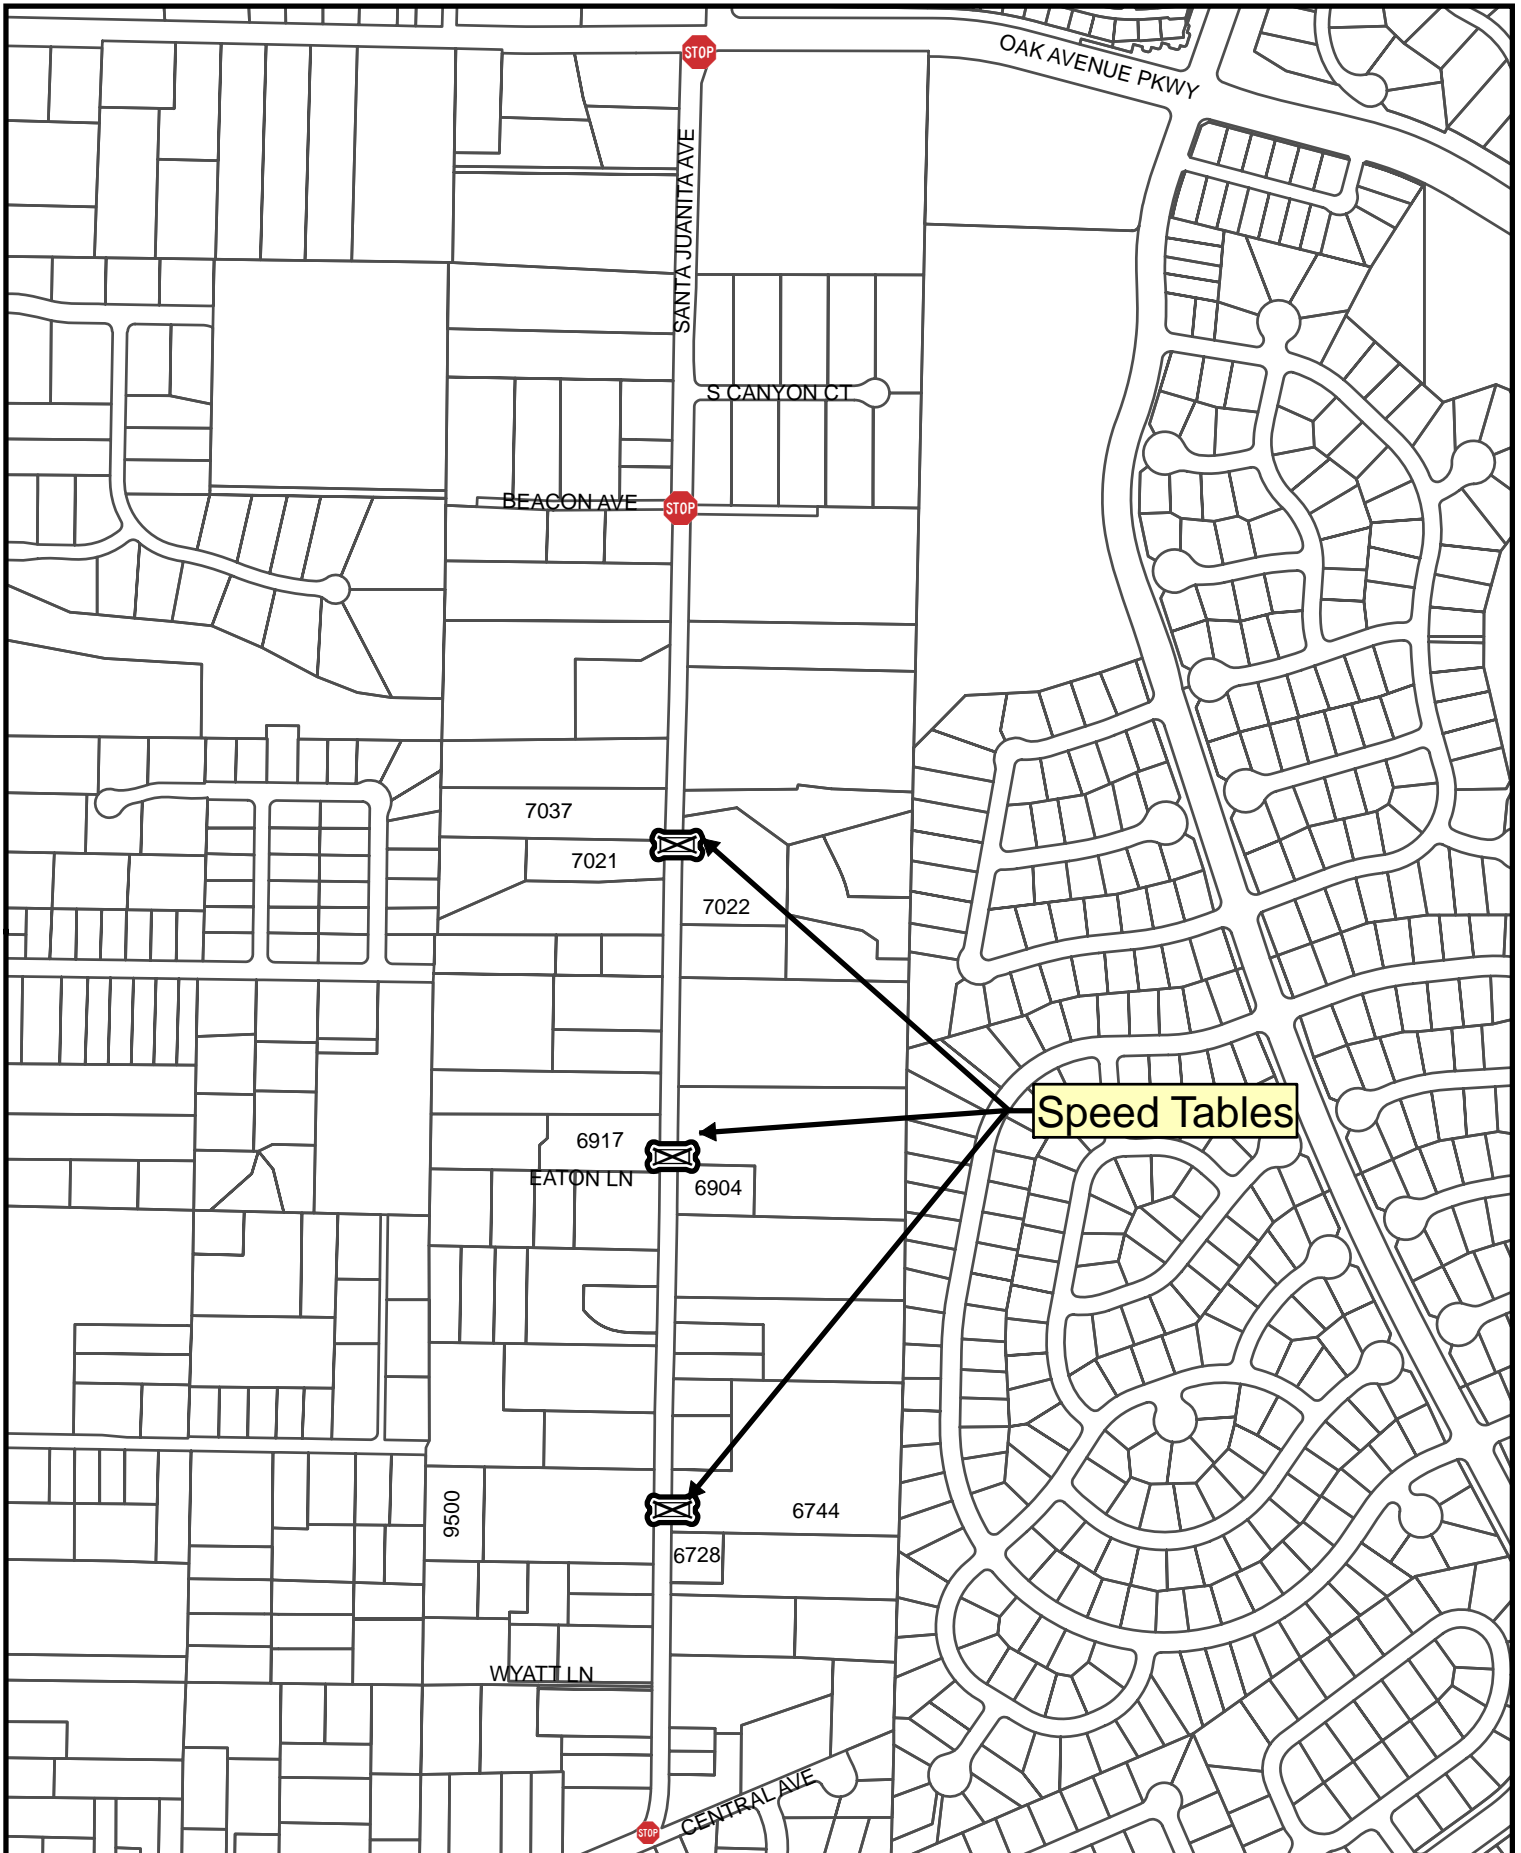 STOP
OAK AVENUE PKWY
SANTA JUANITA AVE
S CANYON CT
BEACON AVE
STOP
7037
7021
7022
Speed Tables
6917
EATON LN
6904
9500
6744
6728
WYATT LN
CENTRAL AVE
STOP